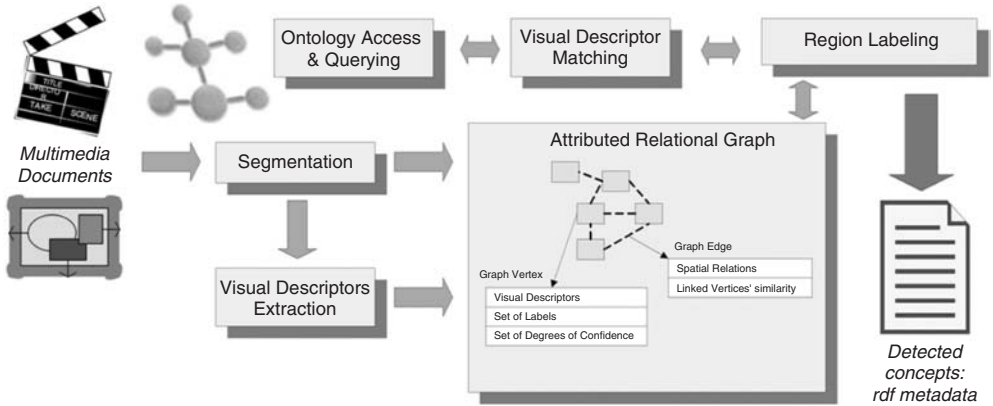 Ontology Access
& Querying
Visual Descriptor
Matching
Region Labeling
TITLE
DIRECTO
R
TAKE
SCENE
Multimedia
Documents
Segmentation
Attributed Relational Graph
Graph Edge
Spatial Relations
Linked Vertices' similarity
Graph Vertex
Visual Descriptors
Set of Labels
Set of Degrees of Confidence
Visual Descriptors
Extraction
Detected
concepts:
rdf metadata